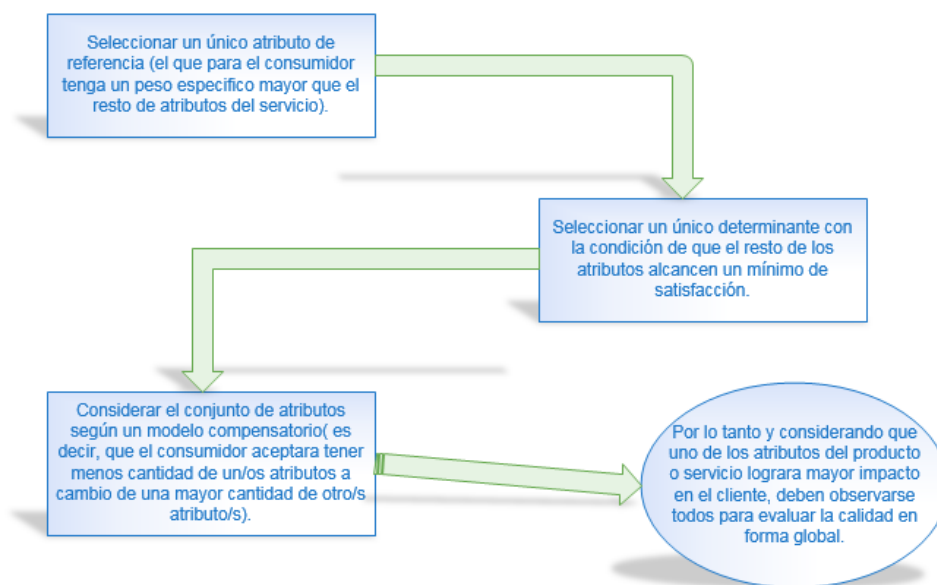 Seleccionar un único atributo de
referencia (el que para el consumidor
tenga un peso especifico mayor que el
resto de atributos del servicio).
Seleccionar un único determinante con
la condición de que el resto de los
atributos alcancen un mínimo de
satisfacción.
Considerar el conjunto de atributos
según un modelo compensatorio( es
decir, que el consumidor aceptara tener
menos cantidad de un/os atributos a
cambio de una mayor cantidad de otro/s
atributo/s).
Por lo tanto y considerando que
uno de los atributos del producto
o servicio lograra mayor impacto
en el cliente, deben observarse
todos para evaluar la calidad en
forma global.